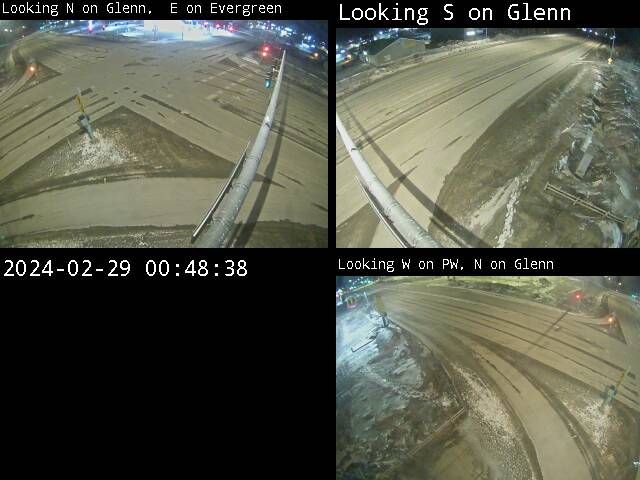 Looking N on Glenn, E on Evergreen
Looking S on Glenn
2024-02-29 00:48:38
Looking W on PW, N on Glenn